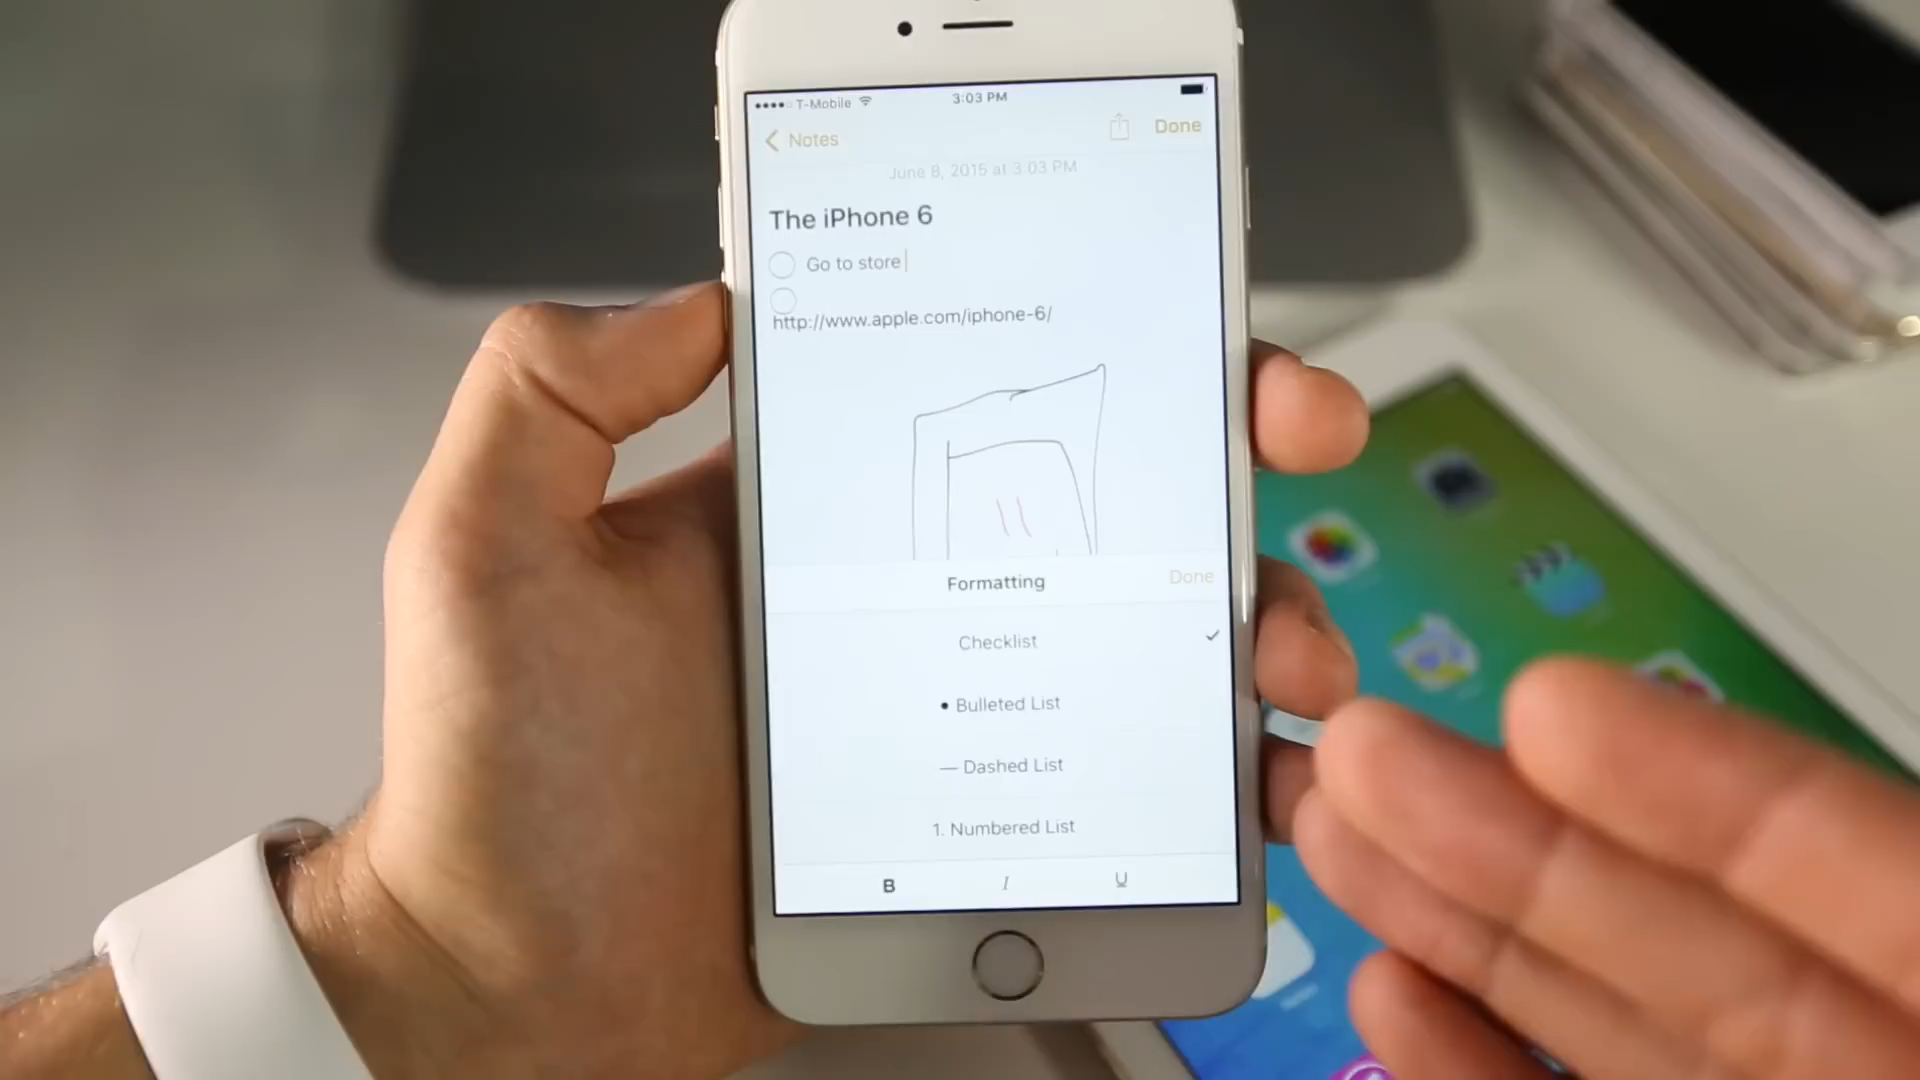 T-Mobile 3:03 PM
Notes Done
June 8, 2015 at 3:03 PM
The iPhone 6
Go to store
http://www.apple.com/iphone-6/
Formatting Done
Checklist
• Bulleted List
— Dashed List
1. Numbered List
B I U